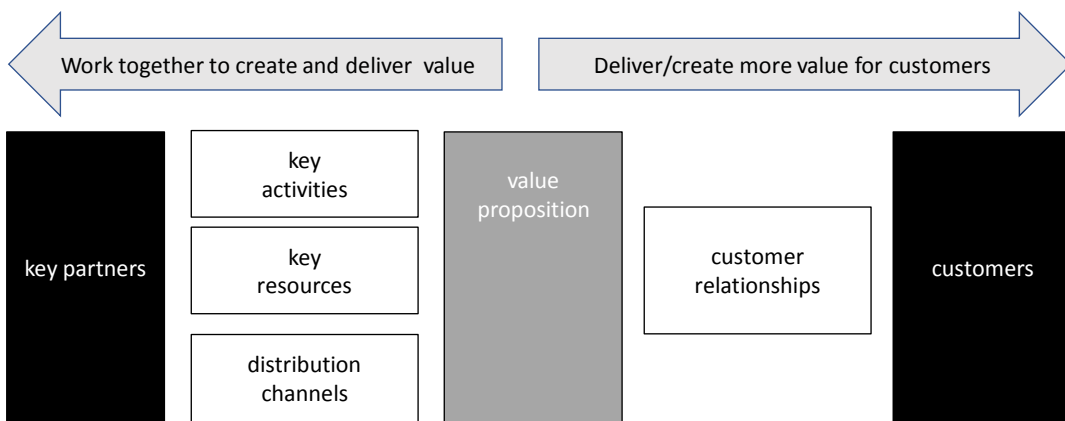 Work together to create and deliver value
Deliver/create more value for customers
key
activities
value
proposition
key partners
key
resources
customer
relationships
customers
distribution
channels